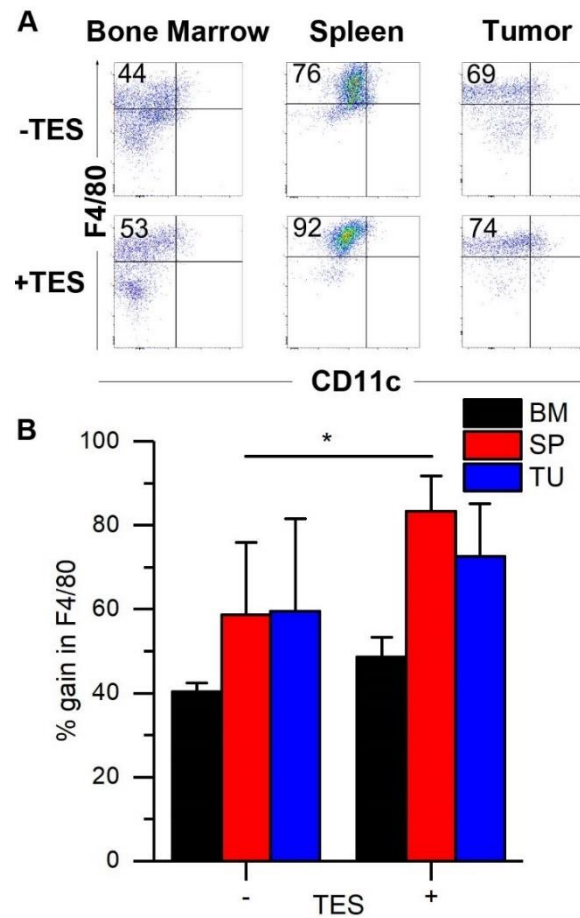 A
Bone Marrow Spleen Tumor
-TES 44 76 69
F4/80
+TES 53 92 74
CD11c
B
BM
SP
TU
*
100
80
60
40
20
0
% gain in F4/80
- TES +